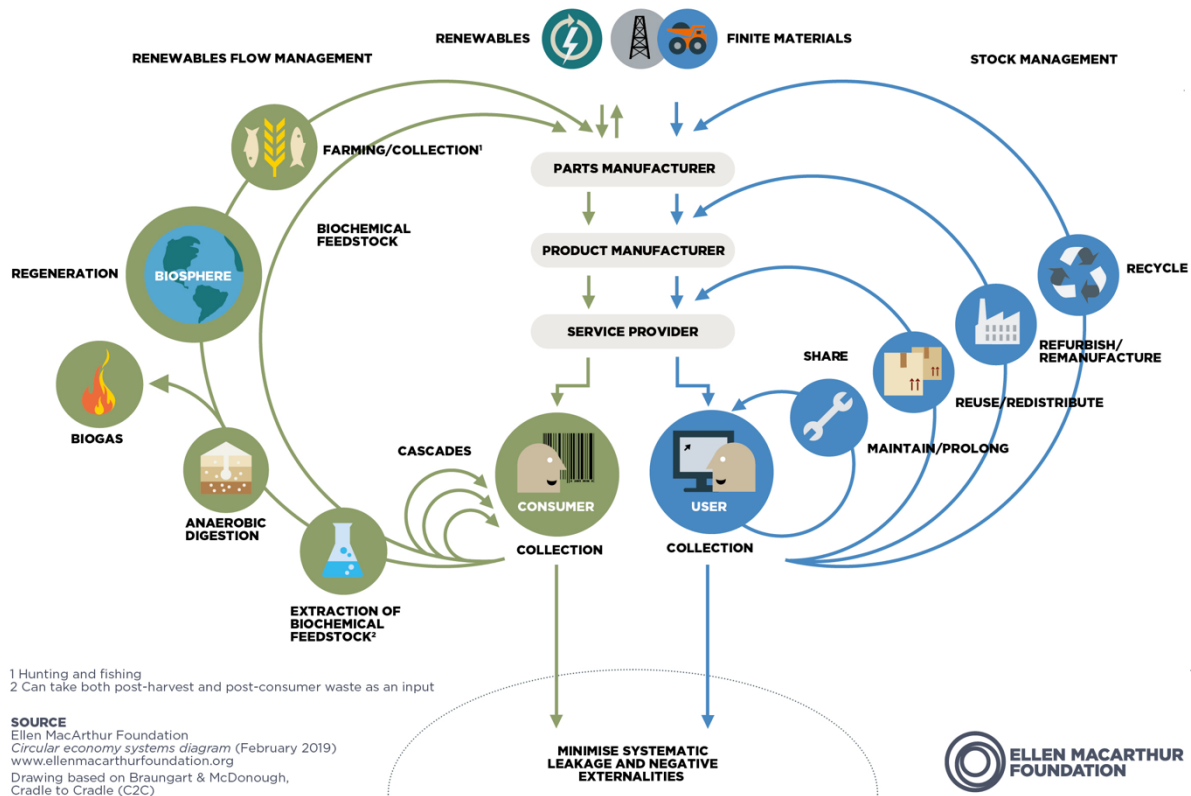 RENEWABLES
FINITE MATERIALS
RENEWABLES FLOW MANAGEMENT
STOCK MANAGEMENT
FARMING/COLLECTION¹
PARTS MANUFACTURER
BIOCHEMICAL
FEEDSTOCK
PRODUCT MANUFACTURER
REGENERATION
BIOSPHERE
RECYCLE
SERVICE PROVIDER
SHARE
REFURBISH/
REMANUFACTURE
REUSE/REDISTRIBUTE
BIOGAS
CASCADES
MAINTAIN/PROLONG
CONSUMER
USER
ANAEROBIC
DIGESTION
COLLECTION
COLLECTION
EXTRACTION OF
BIOCHEMICAL
FEEDSTOCK²
1 Hunting and fishing
2 Can take both post-harvest and post-consumer waste as an input
SOURCE
Ellen MacArthur Foundation
Circular economy systems diagram (February 2019)
www.ellenmacarthurfoundation.org
Drawing based on Braungart & McDonough,
Cradle to Cradle (C2C)
MINIMISE SYSTEMATIC
LEAKAGE AND NEGATIVE
EXTERNALITIES
ELLEN MACARTHUR
FOUNDATION